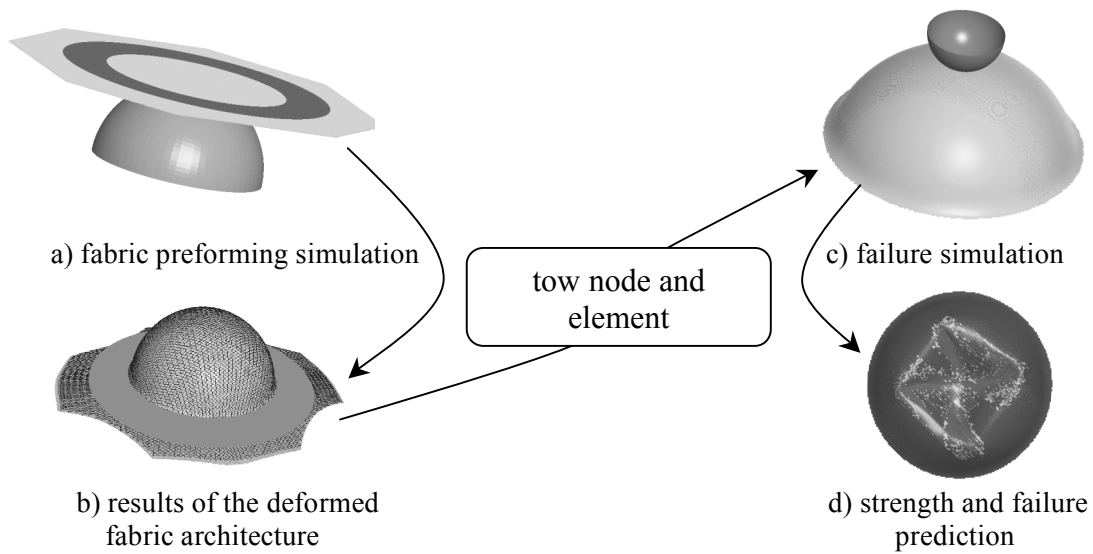 a) fabric preforming simulation
c) failure simulation
tow node and
element
b) results of the deformed
fabric architecture
d) strength and failure
prediction